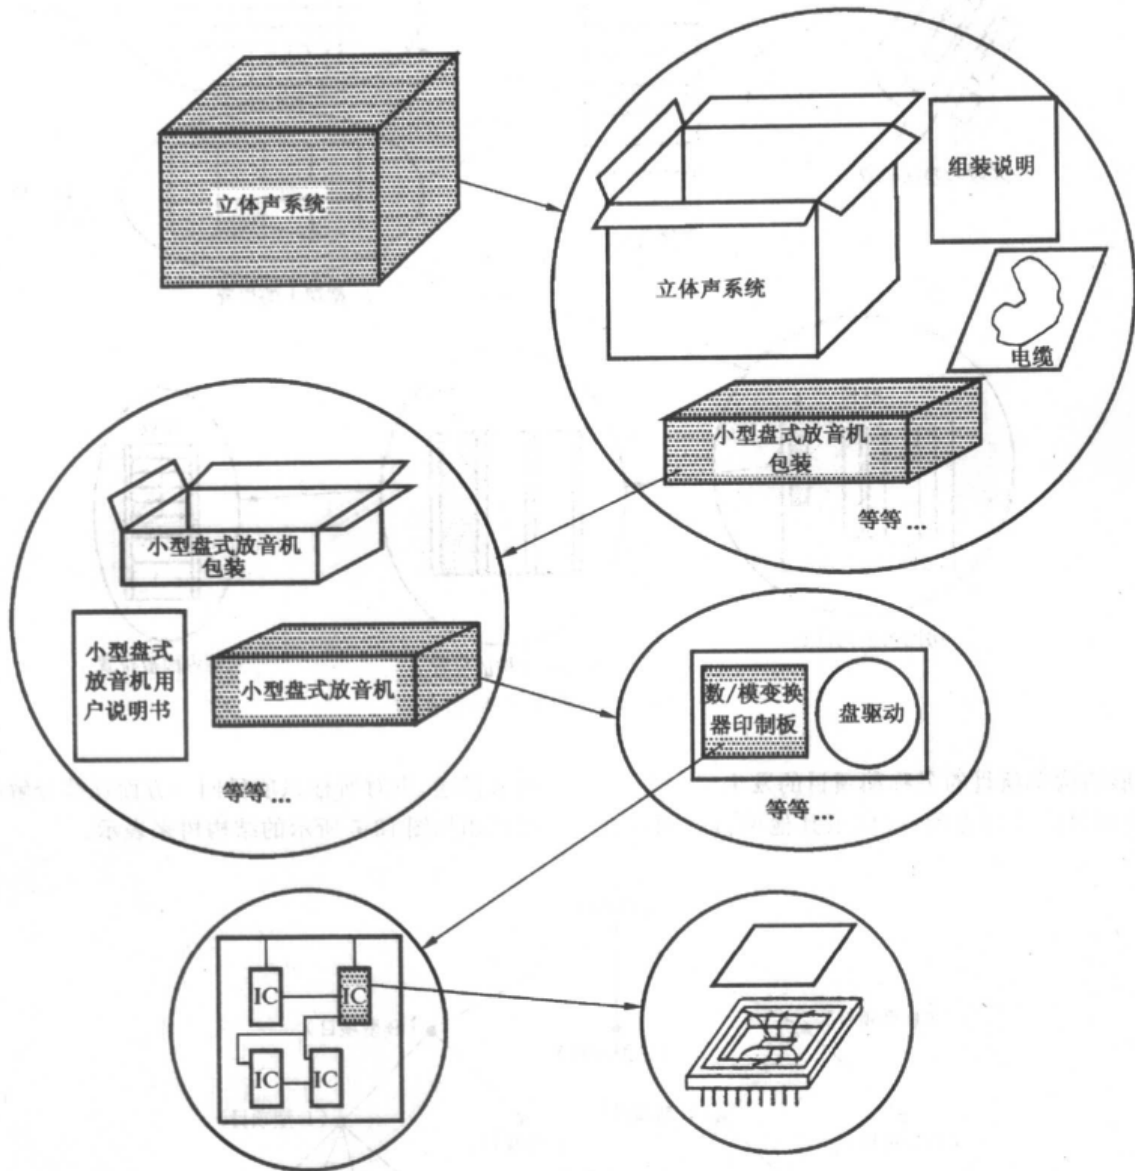 立体声系统
组装说明
立体声系统
电缆
小型盘式放音机
包装
等等...
小型盘式放音机
包装
小型盘式
放音机用
户说明书
小型盘式放音机
等等...
数/模变换
器印制板
盘驱动
等等...
IC
IC
IC
IC